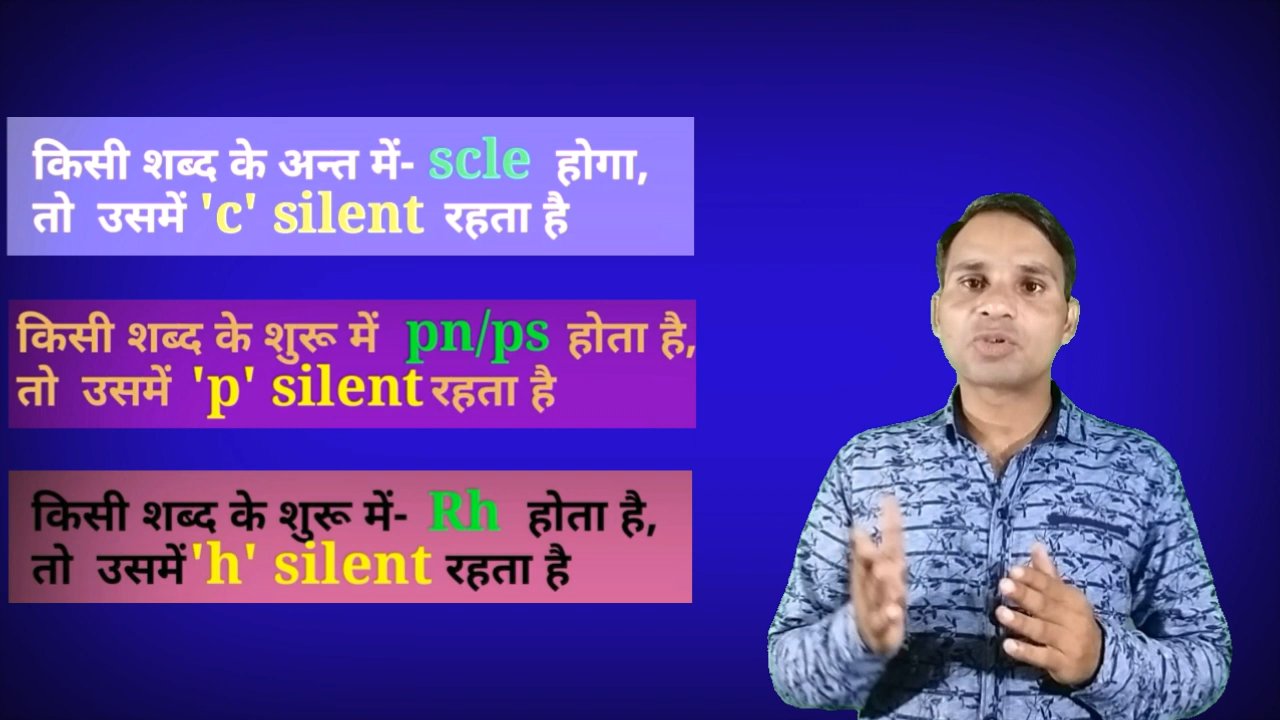 किसी शब्द के अन्त में- scle होगा,
तो उसमें 'c' silent रहता है
किसी शब्द के शुरू में pn/ps होता है,
तो उसमें 'p' silent रहता है
किसी शब्द के शुरू में- Rh होता है,
तो उसमें 'h' silent रहता है